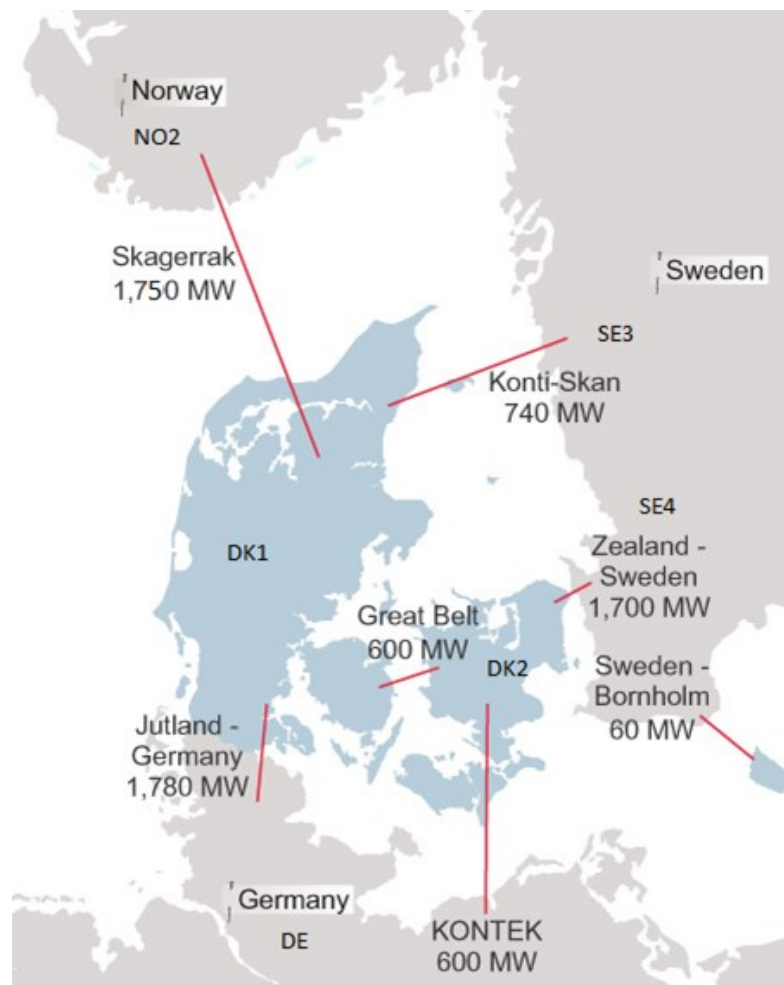 Norway
NO2
Skagerrak
1,750 MW
Sweden
SE3
Konti-Skan
740 MW
SE4
DK1
Zealand -
Sweden
1,700 MW
Great Belt
600 MW
DK2
Sweden -
Bornholm
60 MW
Jutland -
Germany
1,780 MW
Germany
DE
KONTEK
600 MW